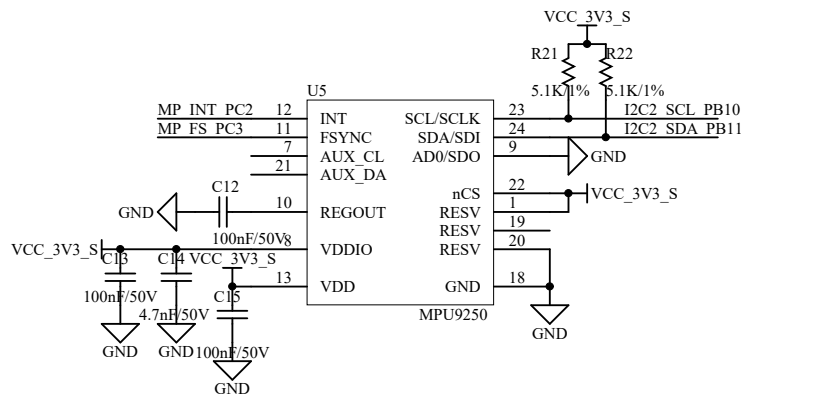 VCC_3V3_S
R21 R22
5.1K/1% 5.1K/1%
U5
MP_INT_PC2 12 INT SCL/SCLK 23 I2C2_SCL_PB10
MP_FS_PC3 11 FSYNC SDA/SDI 24 I2C2_SDA_PB11
7 AUX_CL AD0/SDO 9 GND
21 AUX_DA
C12 nCS 22 VCC_3V3_S
GND 10 REGOUT RESV 1
100nF/50V RESV 19
VCC_3V3_S 8 VDDIO RESV 20
C13 C14 VCC_3V3_S
13 VDD GND 18
100nF/50V C15
4.7nF/50V MPU9250
GND
GND GND 100nF/50V
GND